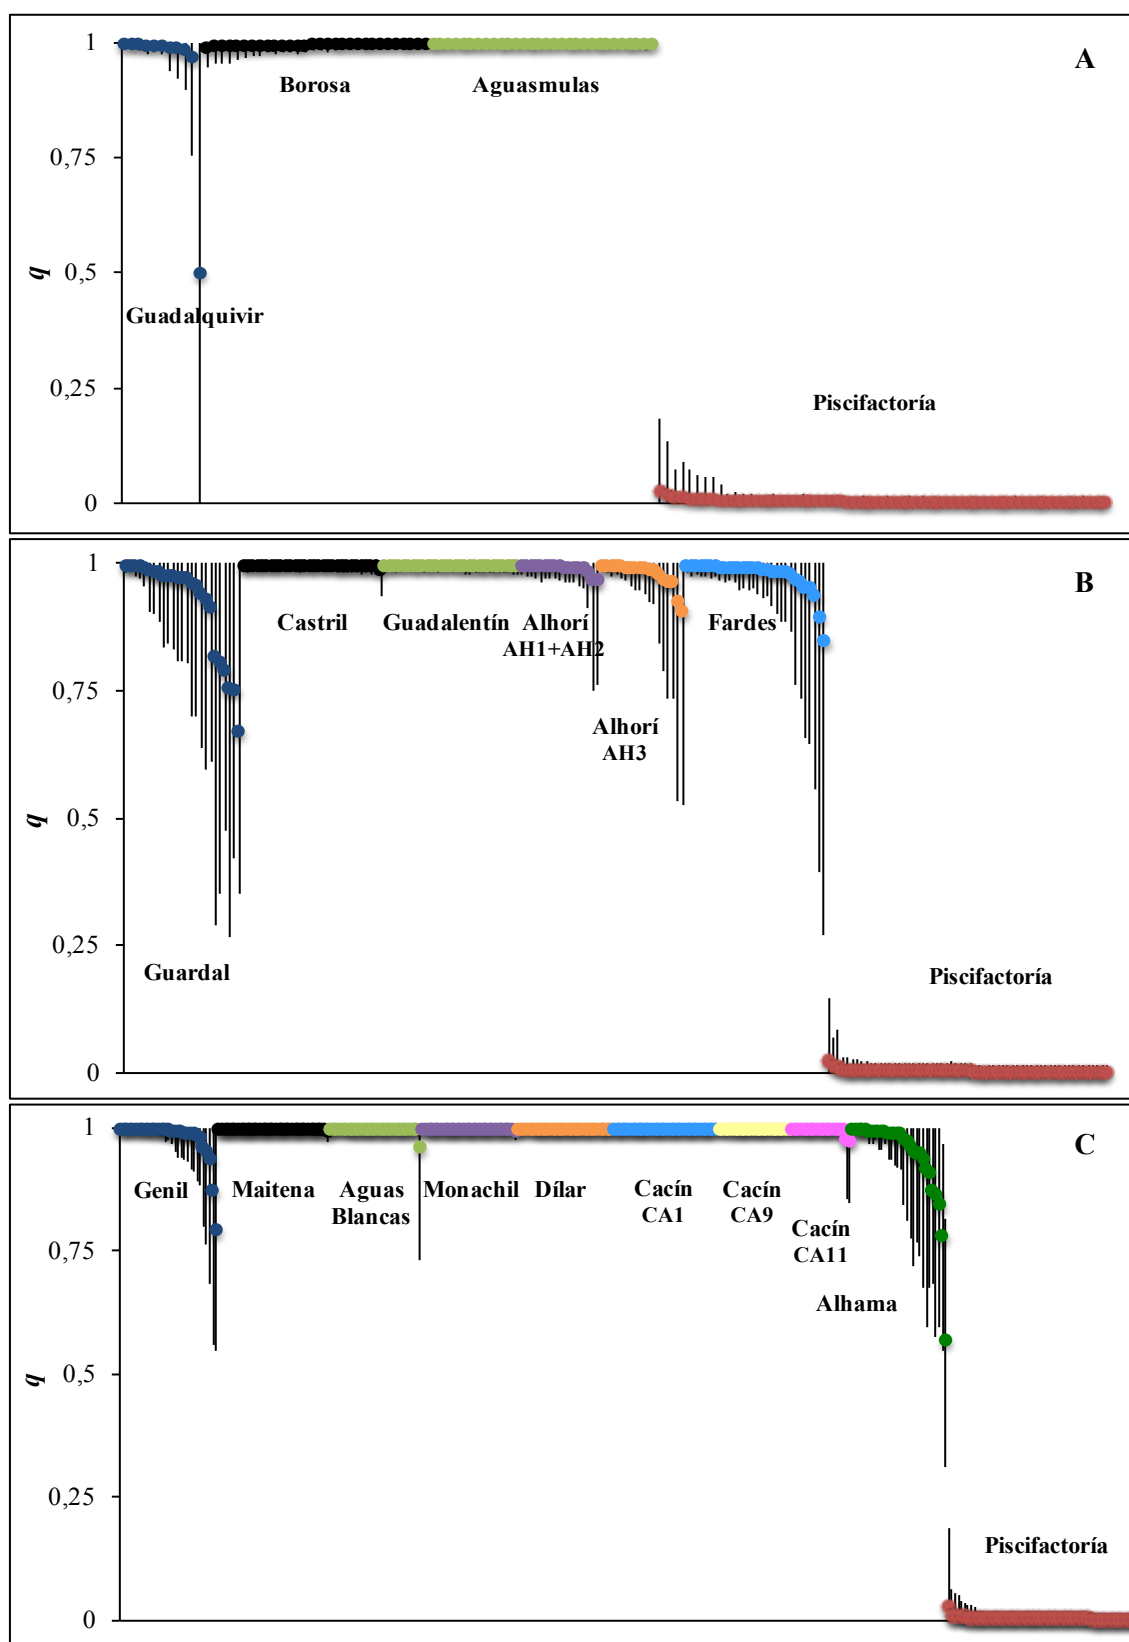 A
1
Borosa
Aguasmulas
0,75
q
0,5
Guadalquivir
0,25
Piscifactoría
0
B
1
Castril
Guadalentín
Alhorí
AH1+AH2
Fardes
0,75
Alhorí
AH3
q
0,5
0,25
Guardal
Piscifactoría
0
C
1
Genil
Maitena
Aguas
Blancas
Monachil
Dílar
Cacín
CA1
Cacín
CA9
Cacín
CA11
0,75
Alhama
q
0,5
0,25
Piscifactoría
0